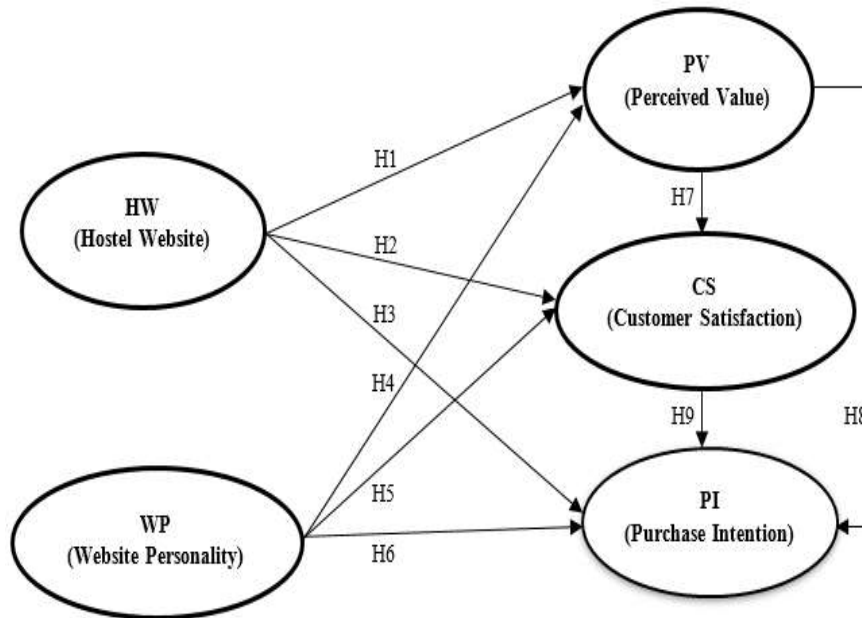 PV
(Perceived Value)
H1
HW
(Hostel Website)
H7
H2
CS
(Customer Satisfaction)
H3
H4
H9
H8
H5
PI
(Purchase Intention)
WP
(Website Personality)
H6